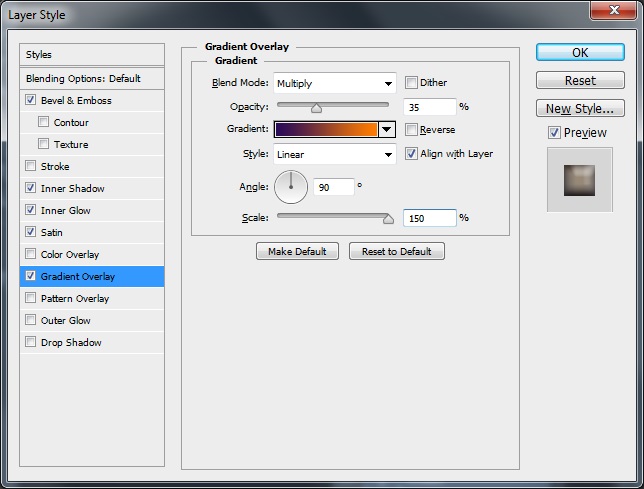 Layer Style
Styles
Blending Options: Default
Bevel & Emboss
Contour
Texture
Stroke
Inner Shadow
Inner Glow
Satin
Color Overlay
Gradient Overlay
Pattern Overlay
Outer Glow
Drop Shadow
Gradient Overlay
Gradient
Blend Mode: Multiply Dither
Opacity: 35 %
Gradient: Reverse
Style: Linear Align with Layer
Angle: 90 °
Scale: 150 %
Make Default Reset to Default
OK
Reset
New Style...
Preview